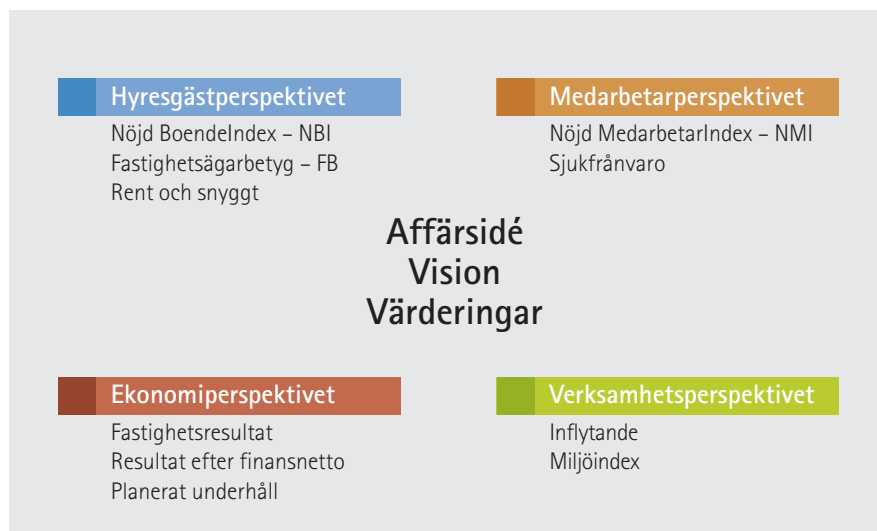 Hyresgästperspektivet
Nöjd BoendeIndex – NBI
Fastighetsägarbetyg – FB
Rent och snyggt
Medarbetarperspektivet
Nöjd MedarbetarIndex – NMI
Sjukfrånvaro
Affärsidé
Vision
Värderingar
Ekonomiperspektivet
Fastighetsresultat
Resultat efter finansnetto
Planerat underhåll
Verksamhetsperspektivet
Inflytande
Miljöindex